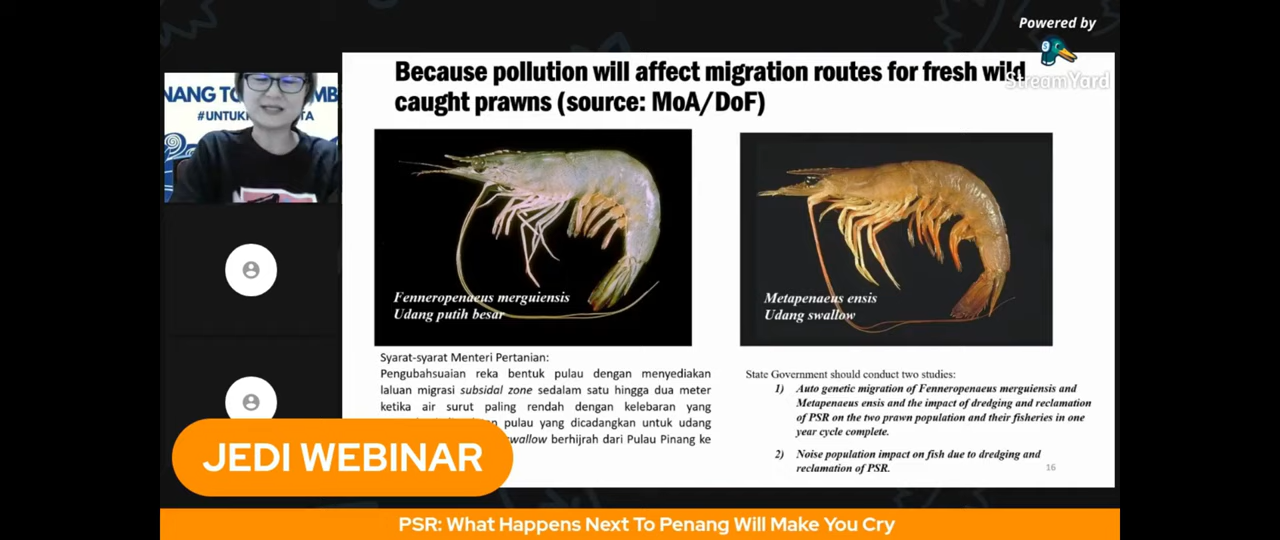 Powered by
StreamYard
NANG TO MB
#UNTUK TA
Because pollution will affect migration routes for fresh wild
caught prawns (source: MoA/DoF)
Fenneropenaeus merguiensis
Udang putih besar
Metapenaeus ensis
Udang swallow
Syarat-syarat Menteri Pertanian:
Pengubahsuaian reka bentuk pulau dengan menyediakan
laluan migrasi subsidal zone sedalam satu hingga dua meter
ketika air surut paling rendah dengan kelebaran yang
pulau yang dicadangkan untuk udang
swallow berhijrah dari Pulau Pinang ke
State Government should conduct two studies:
1) Auto genetic migration of Fenneropenaeus merguiensis and
Metapenaeus ensis and the impact of dredging and reclamation
of PSR on the two prawn population and their fisheries in one
year cycle complete.
2) Noise population impact on fish due to dredging and
reclamation of PSR.
16
JEDI WEBINAR
PSR: What Happens Next To Penang Will Make You Cry